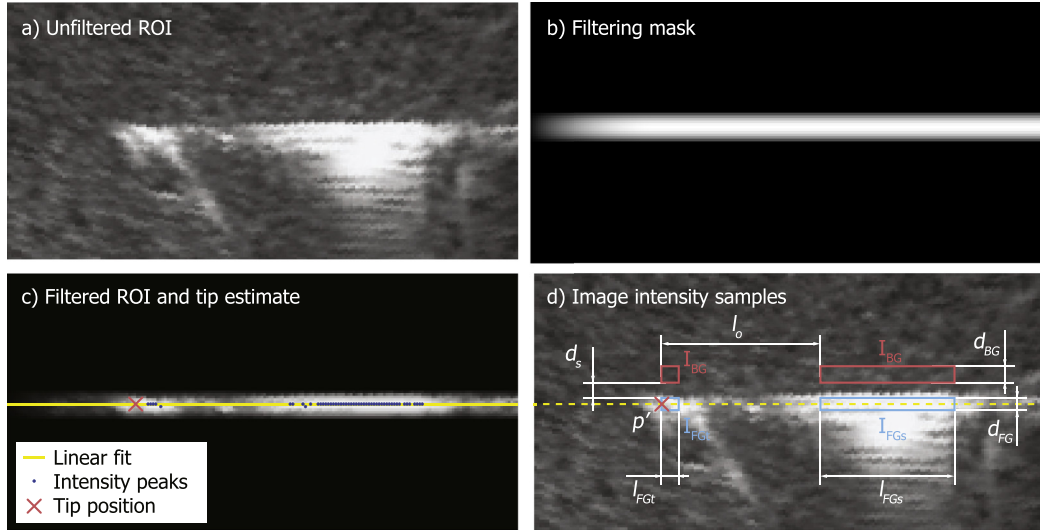 a) Unfiltered ROI
b) Filtering mask
c) Filtered ROI and tip estimate
Linear fit
Intensity peaks
Tip position
d) Image intensity samples
l_o
d_s
I_BG
I_BG
d_BG
p'
I_FGt
I_FGs
d_FG
l_FGt
l_FGs